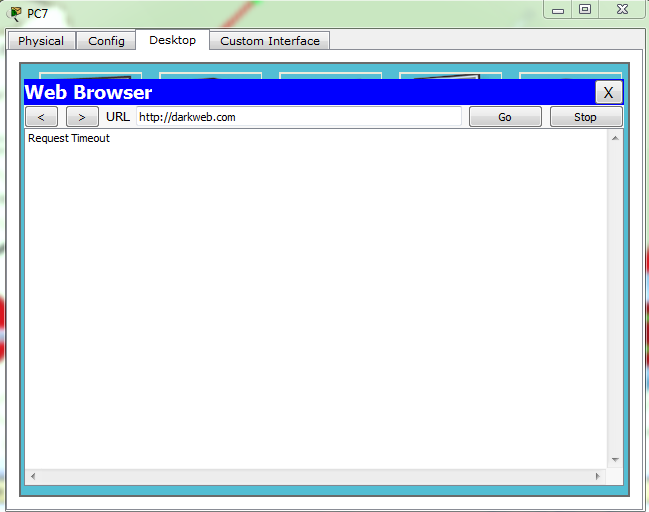 PC7
Physical Config Desktop Custom Interface
Web Browser X
< > URL http://darkweb.com Go Stop
Request Timeout